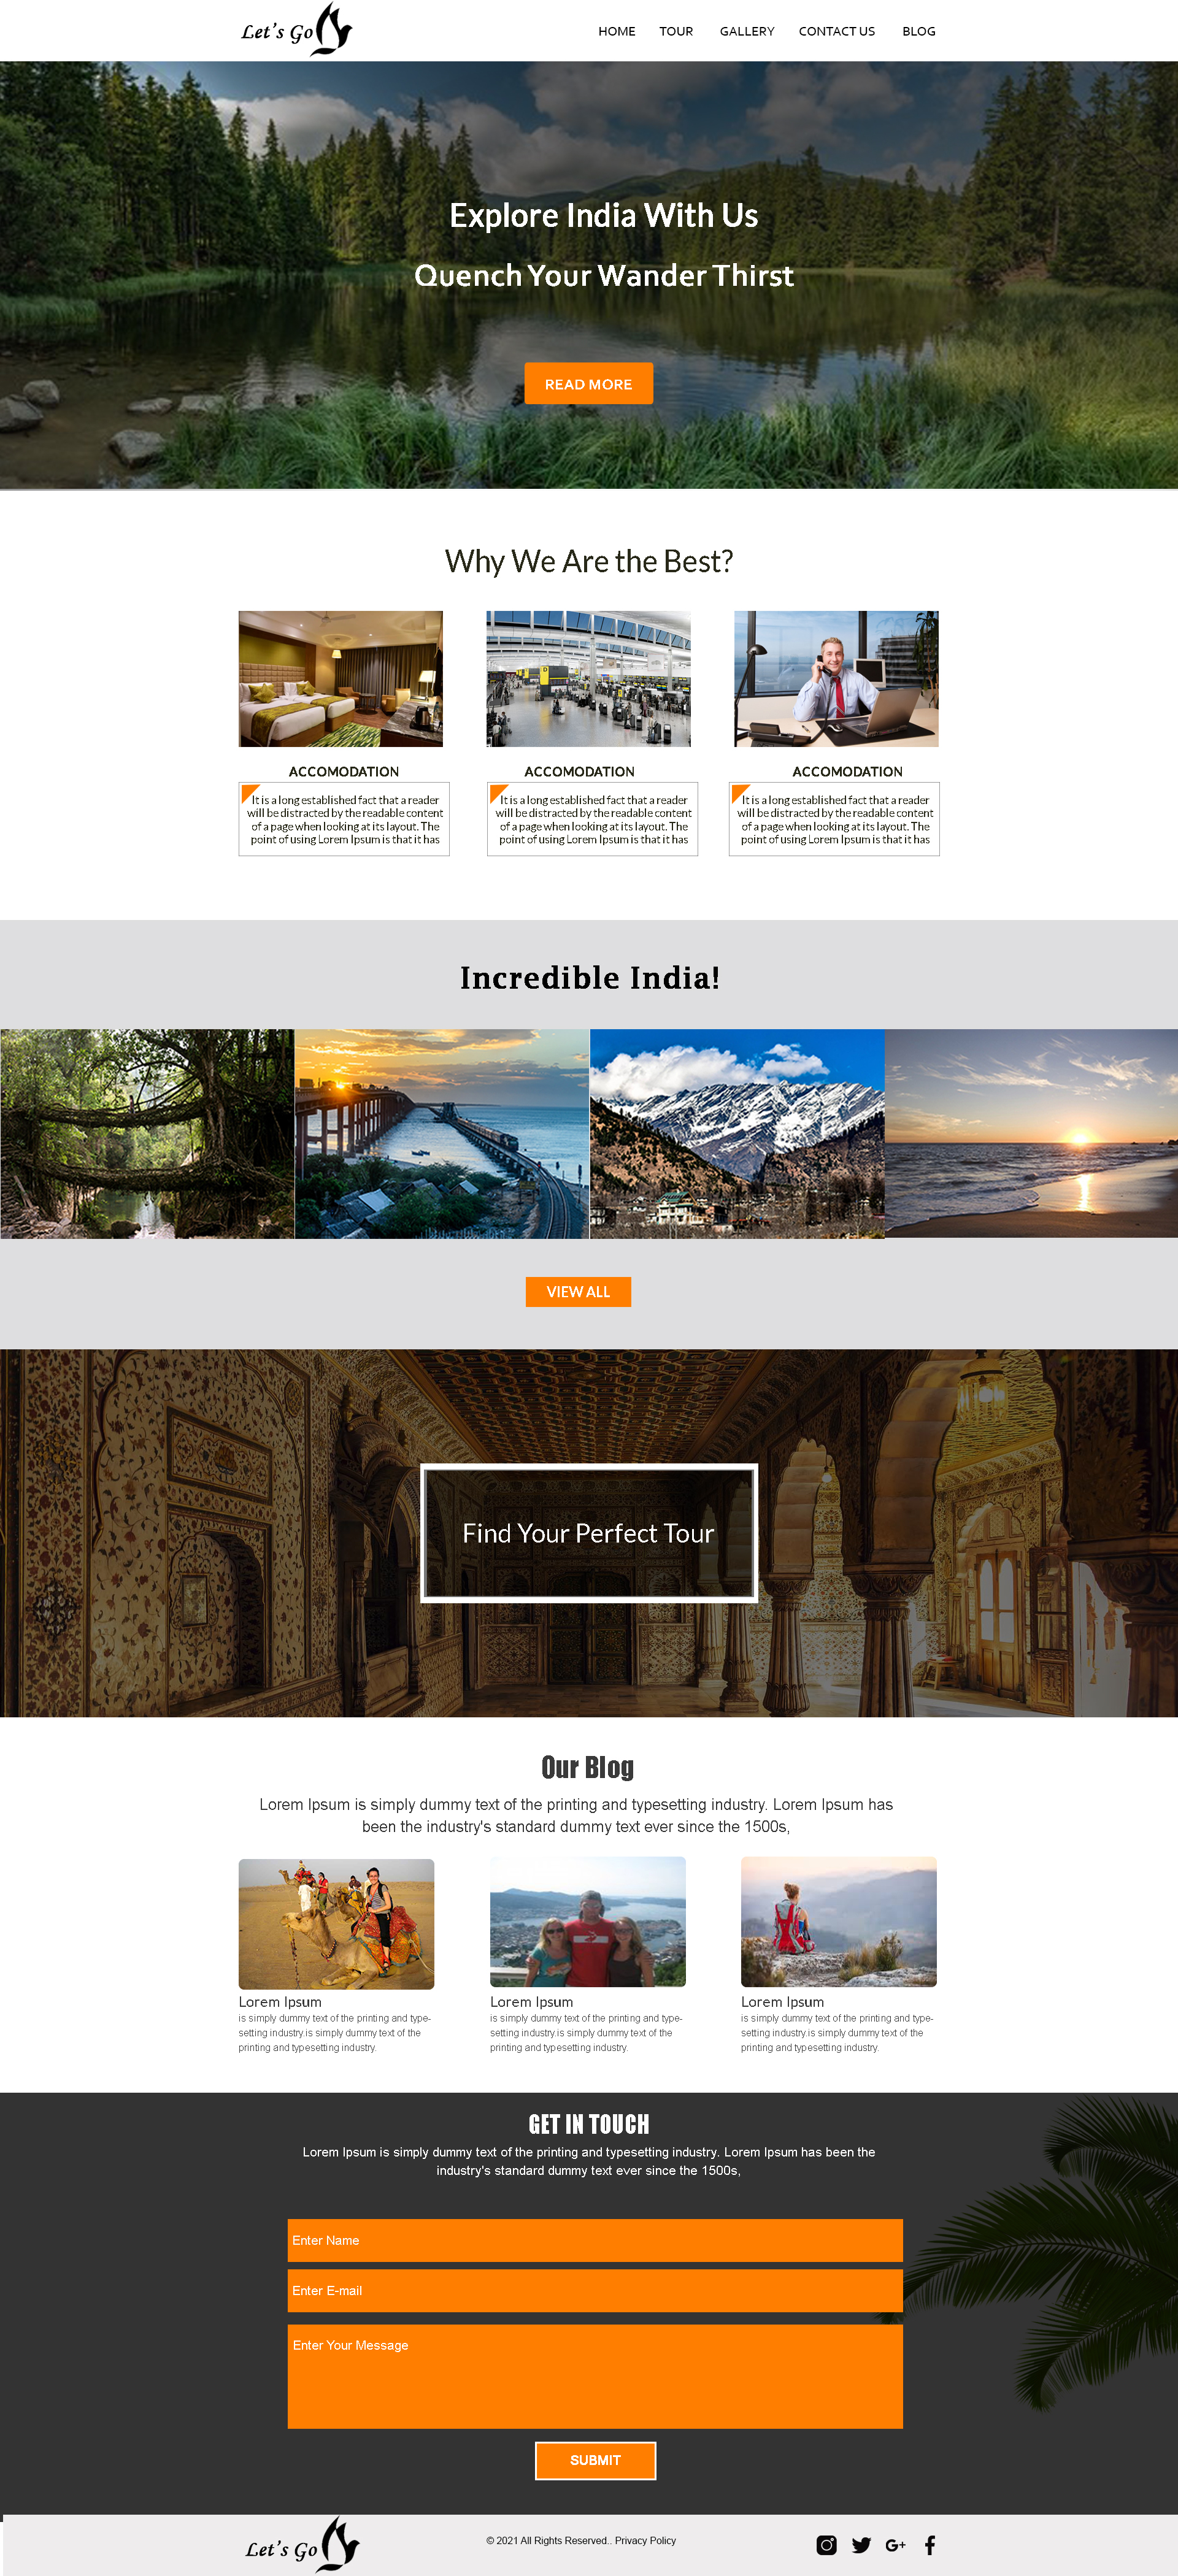 Let's Go
HOME TOUR GALLERY CONTACT US BLOG
Explore India With Us
Quench Your Wander Thirst
READ MORE
Why We Are the Best?
ACCOMODATION
It is a long established fact that a reader
will be distracted by the readable content
of a page when looking at its layout. The
point of using Lorem Ipsum is that it has
ACCOMODATION
It is a long established fact that a reader
will be distracted by the readable content
of a page when looking at its layout. The
point of using Lorem Ipsum is that it has
ACCOMODATION
It is a long established fact that a reader
will be distracted by the readable content
of a page when looking at its layout. The
point of using Lorem Ipsum is that it has
Incredible India!
VIEW ALL
Find Your Perfect Tour
Our Blog
Lorem Ipsum is simply dummy text of the printing and typesetting industry. Lorem Ipsum has
been the industry's standard dummy text ever since the 1500s,
Lorem Ipsum
is simply dummy text of the printing and type-
setting industry.is simply dummy text of the
printing and typesetting industry.
Lorem Ipsum
is simply dummy text of the printing and type-
setting industry.is simply dummy text of the
printing and typesetting industry.
Lorem Ipsum
is simply dummy text of the printing and type-
setting industry.is simply dummy text of the
printing and typesetting industry.
GET IN TOUCH
Lorem Ipsum is simply dummy text of the printing and typesetting industry. Lorem Ipsum has been the
industry's standard dummy text ever since the 1500s,
Enter Name
Enter E-mail
Enter Your Message
SUBMIT
Let's Go
© 2021 All Rights Reserved.. Privacy Policy
G+